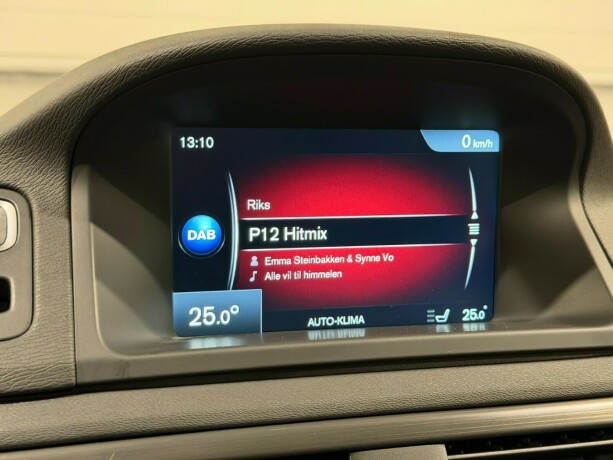 13:10
0 km/h
Riks
DAB
P12 Hitmix
Emma Steinbakken & Synne Vo
Alle vil til himmelen
25.0°
AUTO-KLIMA
25.0°